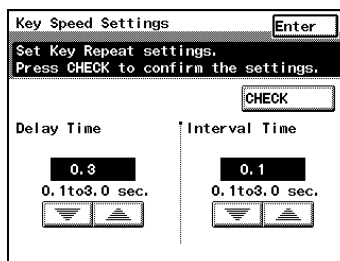 Key Speed Settings
Enter
Set Key Repeat settings.
Press CHECK to confirm the settings.
CHECK
Delay Time
Interval Time
0.3
0.1
0.1to3.0 sec.
0.1to3.0 sec.